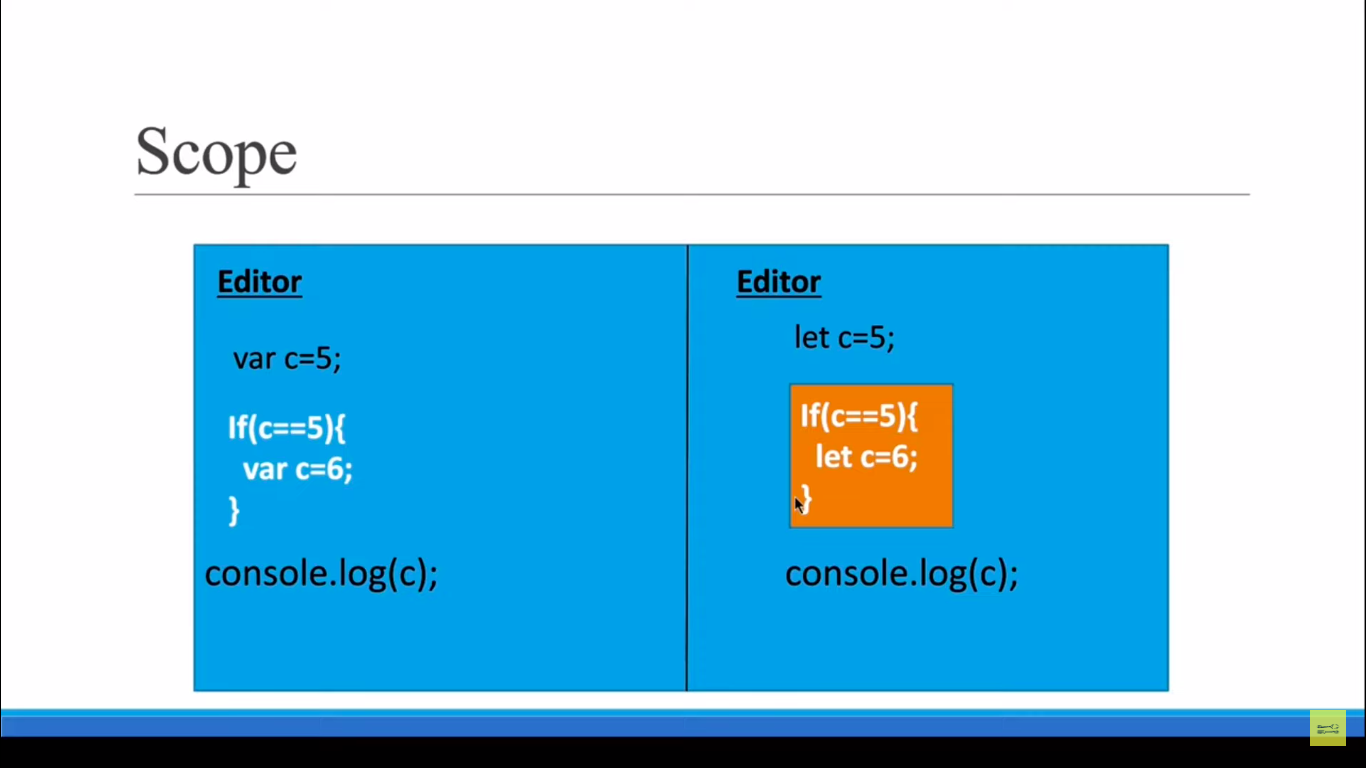 Scope
Editor
var c=5;
If(c==5){
var c=6;
}
console.log(c);
Editor
let c=5;
If(c==5){
let c=6;
}
console.log(c);